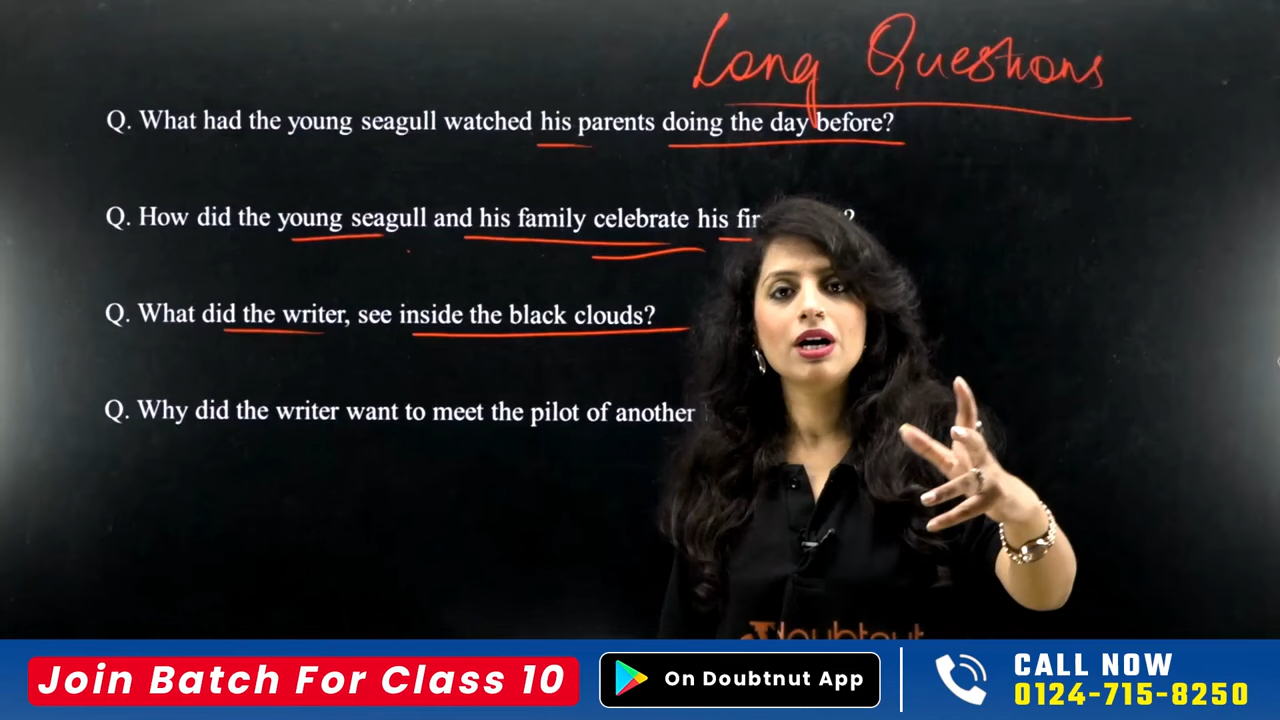 Long Questions
Q. What had the young seagull watched his parents doing the day before?
Q. How did the young seagull and his family celebrate his ?
Q. What did the writer, see inside the black clouds?
Q. Why did the writer want to meet the pilot of another
Doubtnut
Join Batch For Class 10
On Doubtnut App
CALL NOW
0124-715-8250